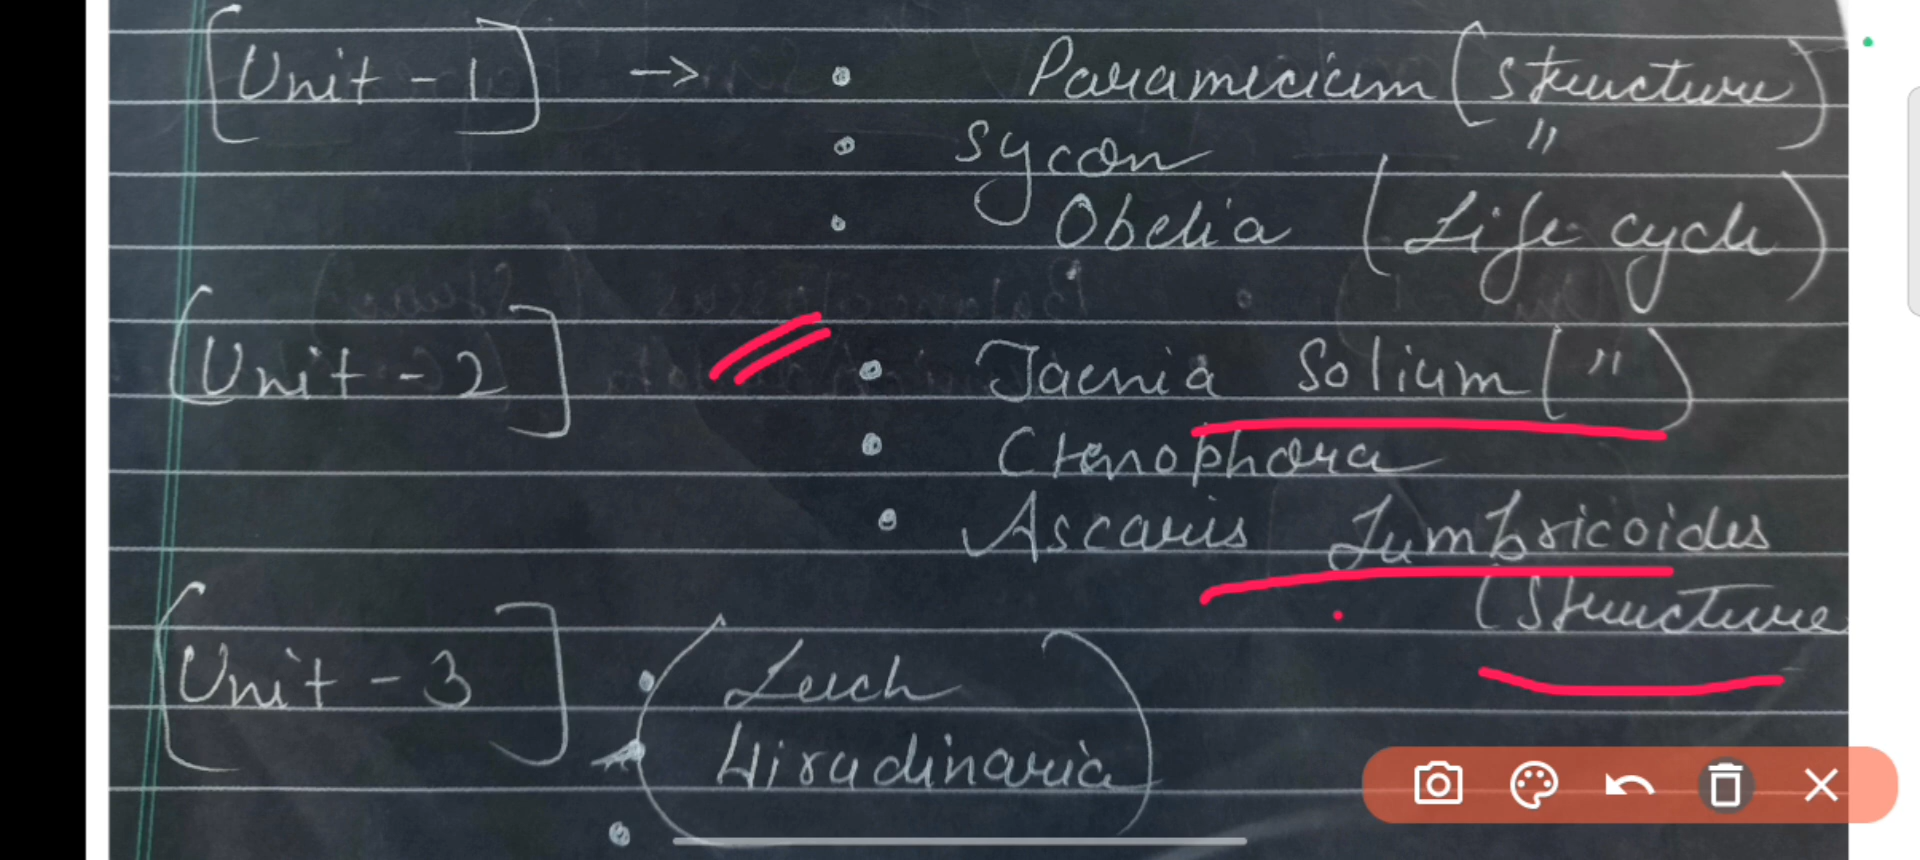 [Unit - 1] → • Paramecium (structure)
• Sycon "
• Obelia (Life cycle)
[Unit - 2] • Taenia Solium (")
• Ctenophora
• Ascaris Lumbricoides
(Structure
[Unit - 3] • (Leech
Hirudinaria)
•